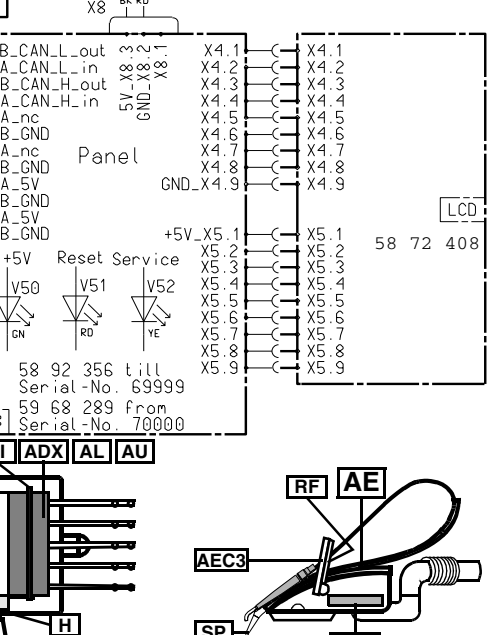 X8 BK RD
B_CAN_L_out
A_CAN_L_in
B_CAN_H_out
A_CAN_H_in
A_nc
B_GND
A_nc
B_GND
A_5V
B_GND
A_5V
B_GND
5V_X8.3
GND_X8.2
X8.1
Panel
X4.1 X4.1
X4.2 X4.2
X4.3 X4.3
X4.4 X4.4
X4.5 X4.5
X4.6 X4.6
X4.7 X4.7
X4.8 X4.8
GND_X4.9 X4.9
LCD
58 72 408
+5V_X5.1 X5.1
X5.2 X5.2
X5.3 X5.3
X5.4 X5.4
X5.5 X5.5
X5.6 X5.6
X5.7 X5.7
X5.8 X5.8
X5.9 X5.9
+5V Reset Service
V50 V51 V52
GN RD YE
58 92 356 till
Serial-No. 69999
59 68 289 from
Serial-No. 70000
ADX AL AU
H
RF AE
AEC3
SP